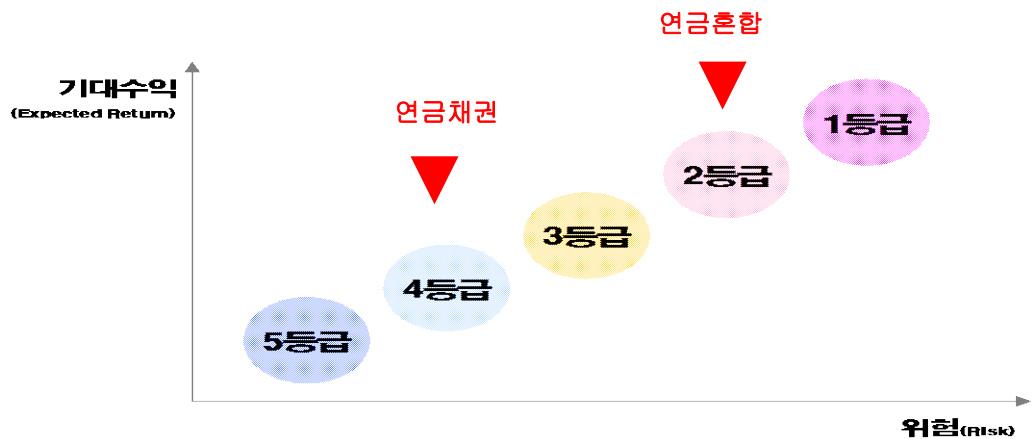 연금혼합
기대수익
(Expected Return)
연금채권
1등급
2등급
3등급
4등급
5등급
위험(Risk)